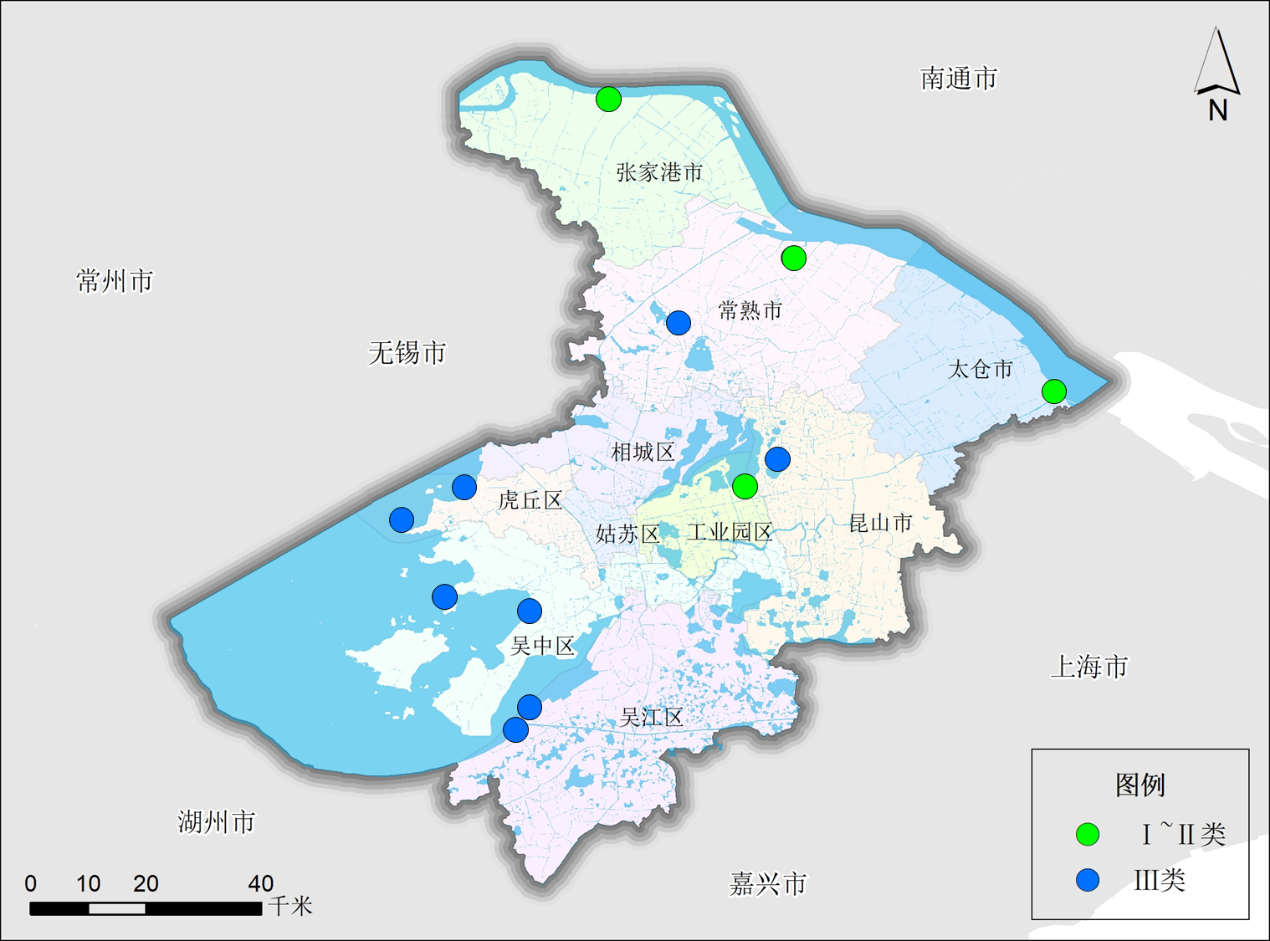 南通市
N
张家港市
常州市
常熟市
无锡市
太仓市
相城区
虎丘区
昆山市
姑苏区
工业园区
吴中区
上海市
吴江区
图例
湖州市
Ⅰ~Ⅱ类
Ⅲ类
嘉兴市
0 10 20 40
千米